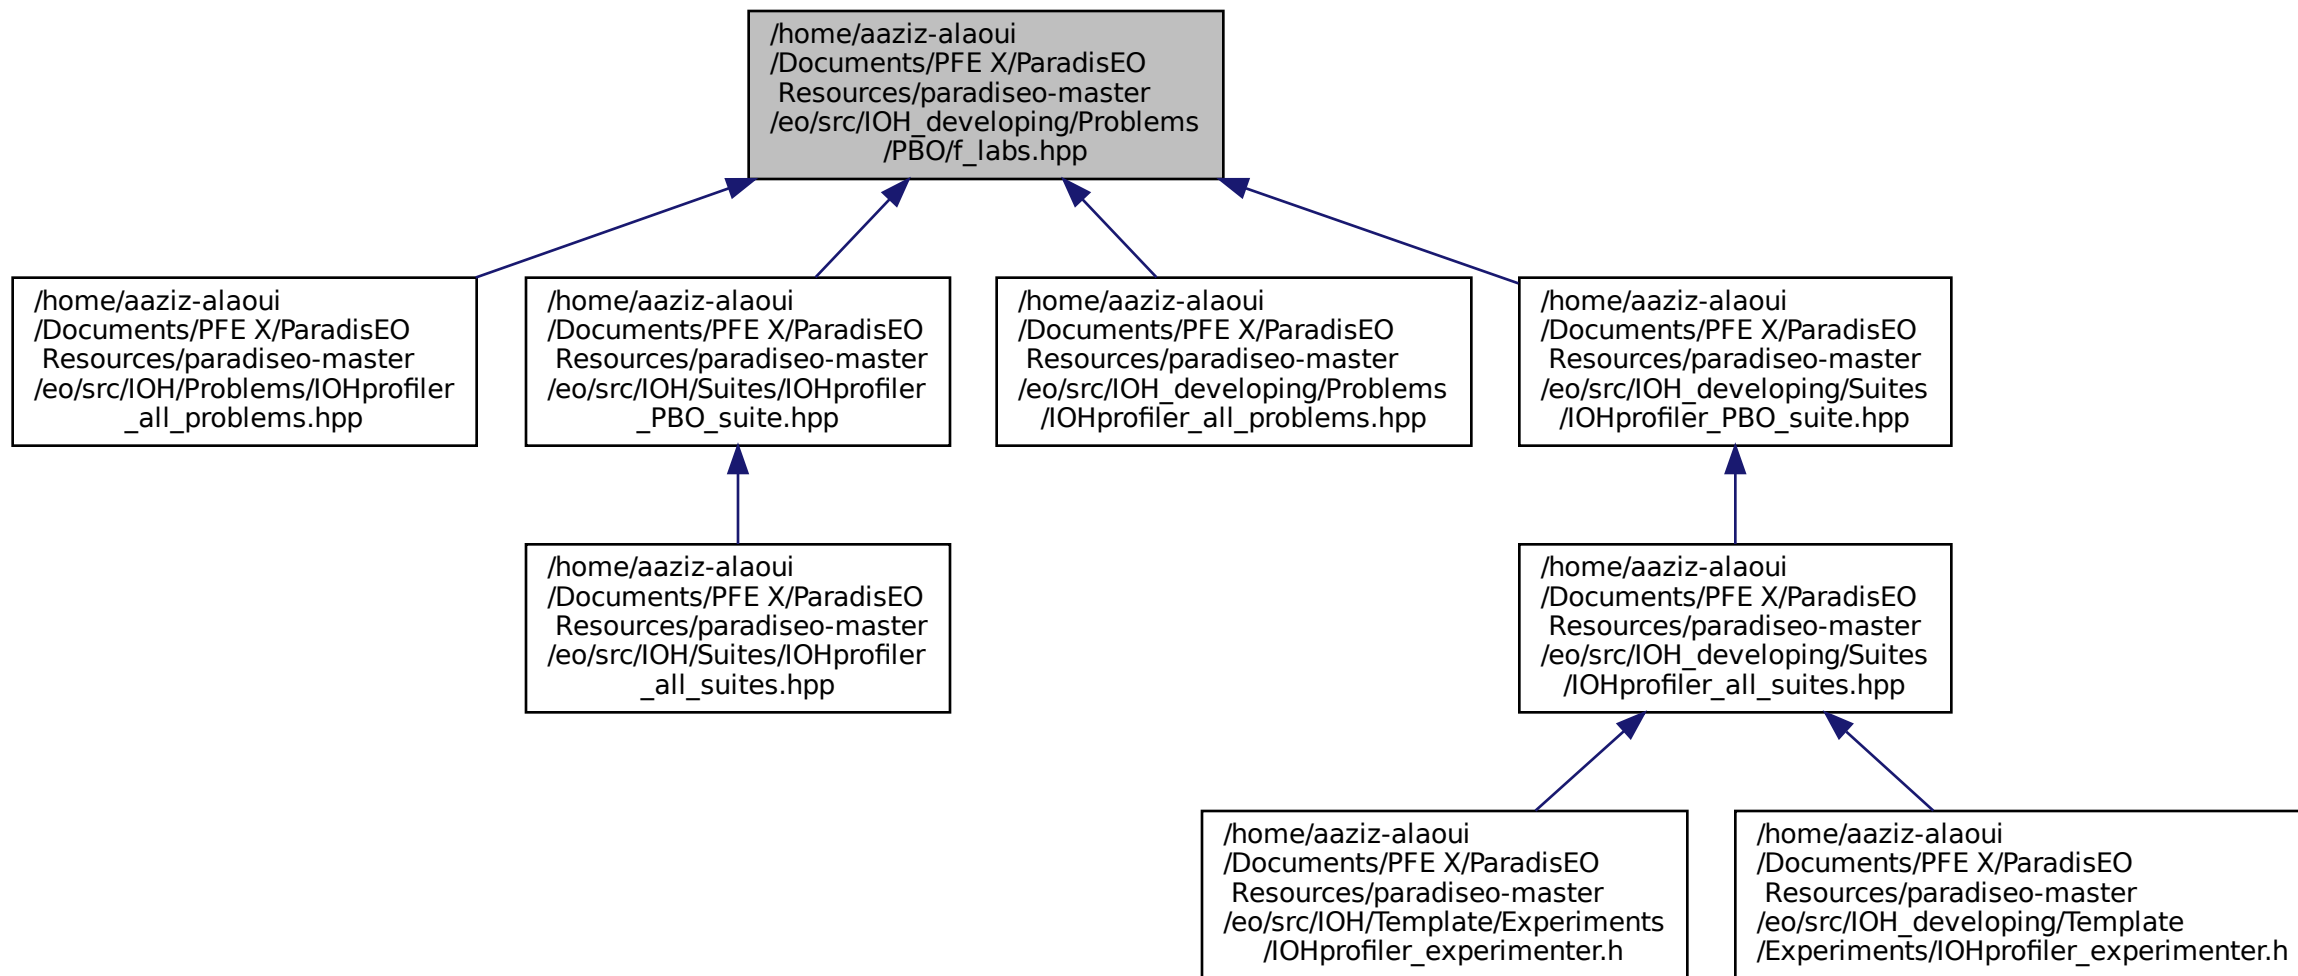 /home/aaziz-alaoui
/Documents/PFE X/ParadisEO
Resources/paradiseo-master
/eo/src/IOH_developing/Problems
/PBO/f_labs.hpp
/home/aaziz-alaoui
/Documents/PFE X/ParadisEO
Resources/paradiseo-master
/eo/src/IOH/Problems/IOHprofiler
_all_problems.hpp
/home/aaziz-alaoui
/Documents/PFE X/ParadisEO
Resources/paradiseo-master
/eo/src/IOH/Suites/IOHprofiler
_PBO_suite.hpp
/home/aaziz-alaoui
/Documents/PFE X/ParadisEO
Resources/paradiseo-master
/eo/src/IOH_developing/Problems
/IOHprofiler_all_problems.hpp
/home/aaziz-alaoui
/Documents/PFE X/ParadisEO
Resources/paradiseo-master
/eo/src/IOH_developing/Suites
/IOHprofiler_PBO_suite.hpp
/home/aaziz-alaoui
/Documents/PFE X/ParadisEO
Resources/paradiseo-master
/eo/src/IOH/Suites/IOHprofiler
_all_suites.hpp
/home/aaziz-alaoui
/Documents/PFE X/ParadisEO
Resources/paradiseo-master
/eo/src/IOH_developing/Suites
/IOHprofiler_all_suites.hpp
/home/aaziz-alaoui
/Documents/PFE X/ParadisEO
Resources/paradiseo-master
/eo/src/IOH/Template/Experiments
/IOHprofiler_experimenter.h
/home/aaziz-alaoui
/Documents/PFE X/ParadisEO
Resources/paradiseo-master
/eo/src/IOH_developing/Template
/Experiments/IOHprofiler_experimenter.h